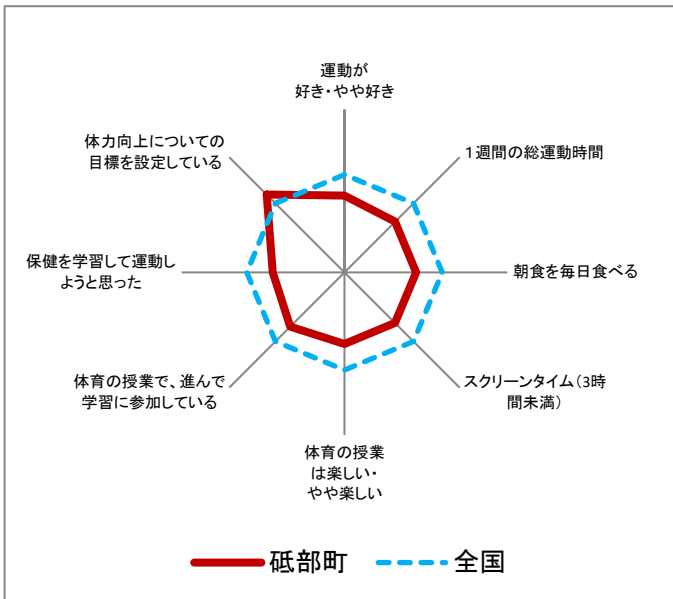 運動が
好き・やや好き
体力向上についての
目標を設定している
1週間の総運動時間
保健を学習して運動し
ようと思った
朝食を毎日食べる
体育の授業で、進んで
学習に参加している
スクリーンタイム(3時
間未満)
体育の授業
は楽しい・
やや楽しい
砥部町
全国